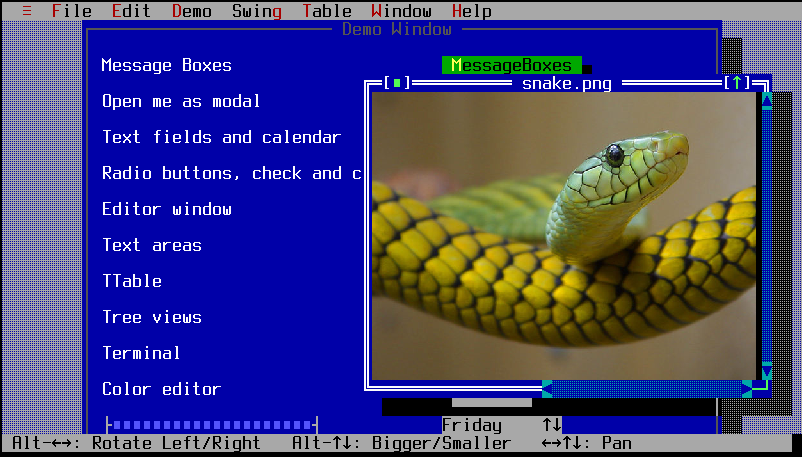 ≡ File Edit Demo Swing Table Window Help
Demo Window
Message Boxes
MessageBoxes
[■] snake.png [↑]
Open me as modal
Text fields and calendar
Radio buttons, check and c
Editor window
Text areas
TTable
Tree views
Terminal
Color editor
Friday ↑↓
Alt-←→: Rotate Left/Right Alt-↑↓: Bigger/Smaller ←→↑↓: Pan